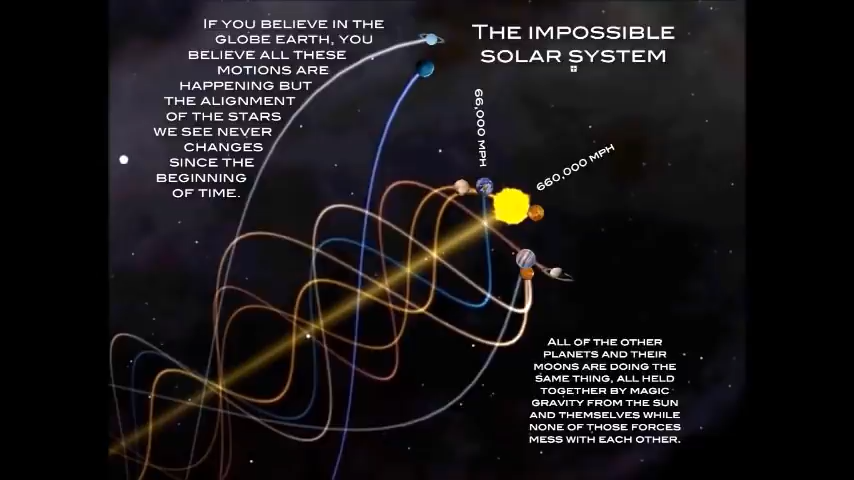 If you believe in the
globe Earth, you
believe all these
motions are
happening but
the alignment
of the stars
we see never
changes
since the
beginning
of time.
The impossible
solar system
66,000 mph
660,000 mph
All of the other
planets and their
moons are doing the
same thing, all held
together by magic
gravity from the sun
and themselves while
none of those forces
mess with each other.